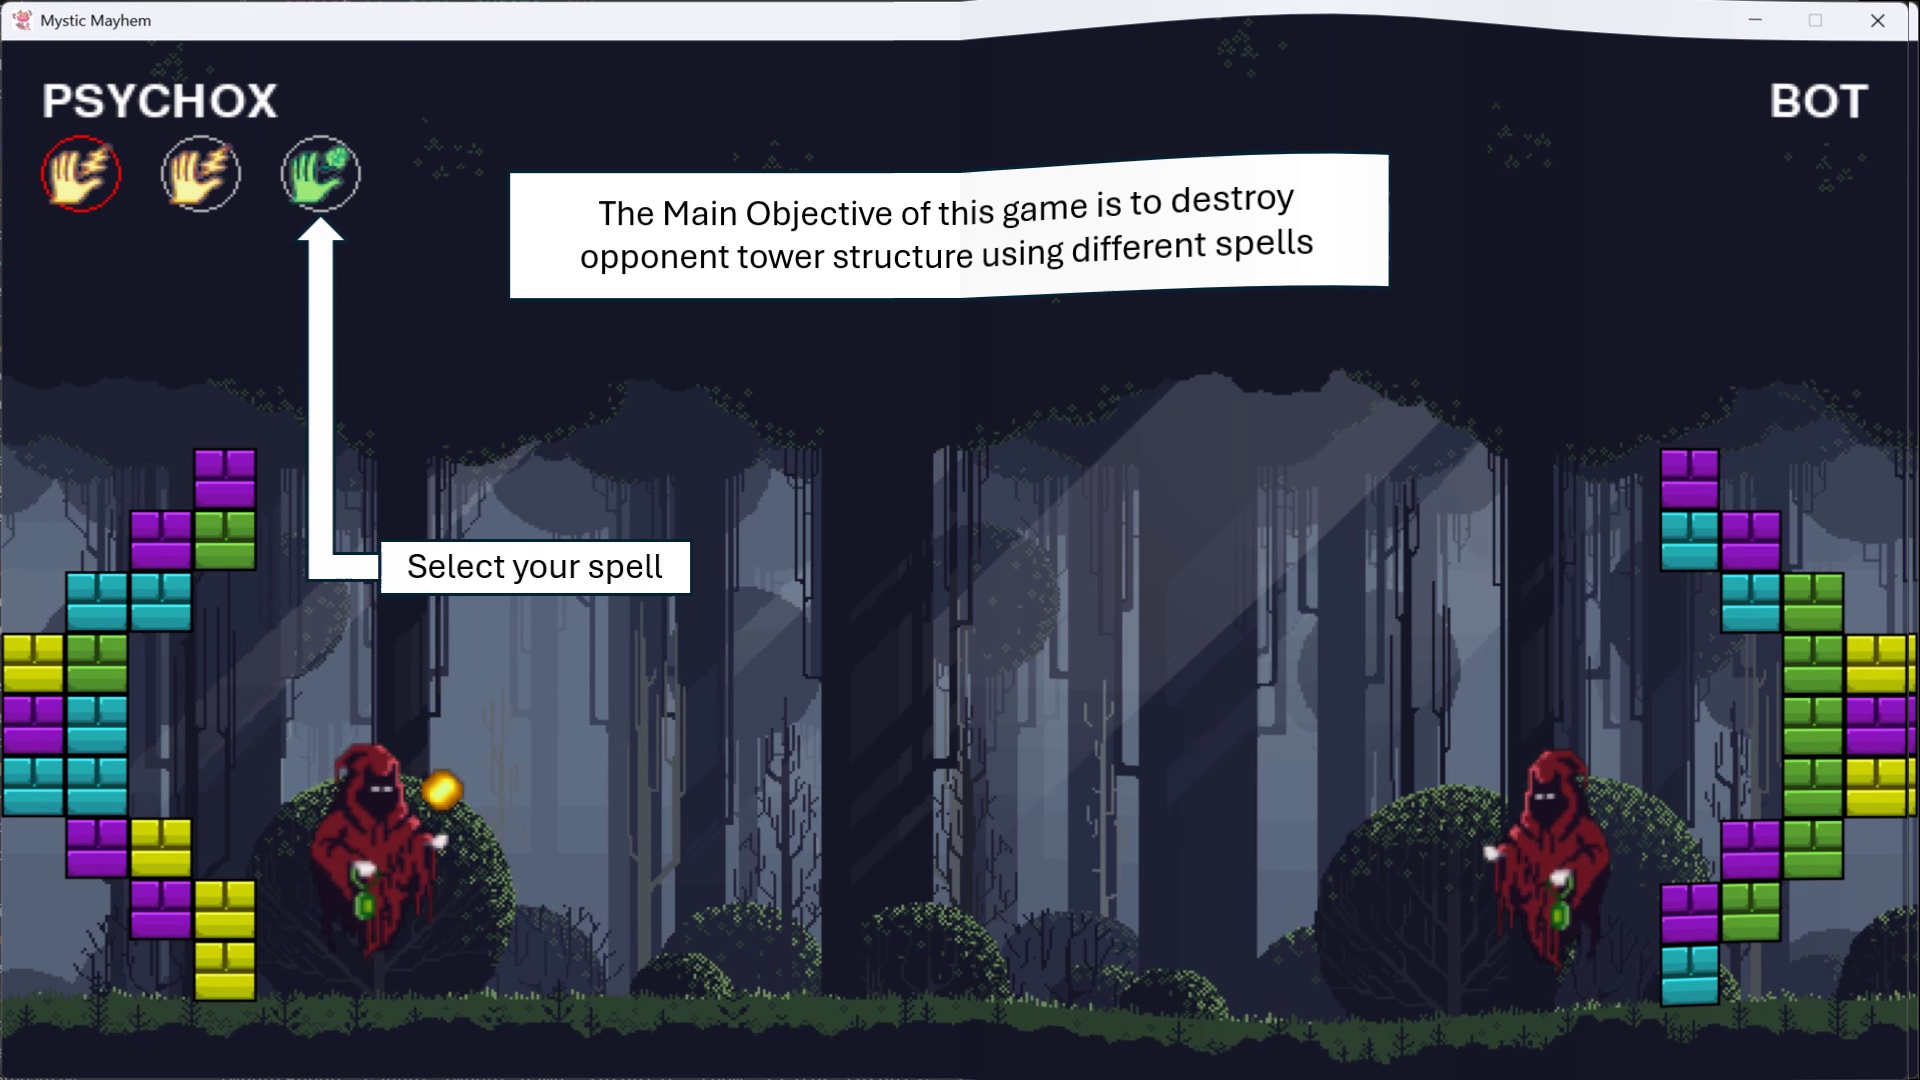 Mystic Mayhem
PSYCHOX
BOT
The Main Objective of this game is to destroy
opponent tower structure using different spells
Select your spell